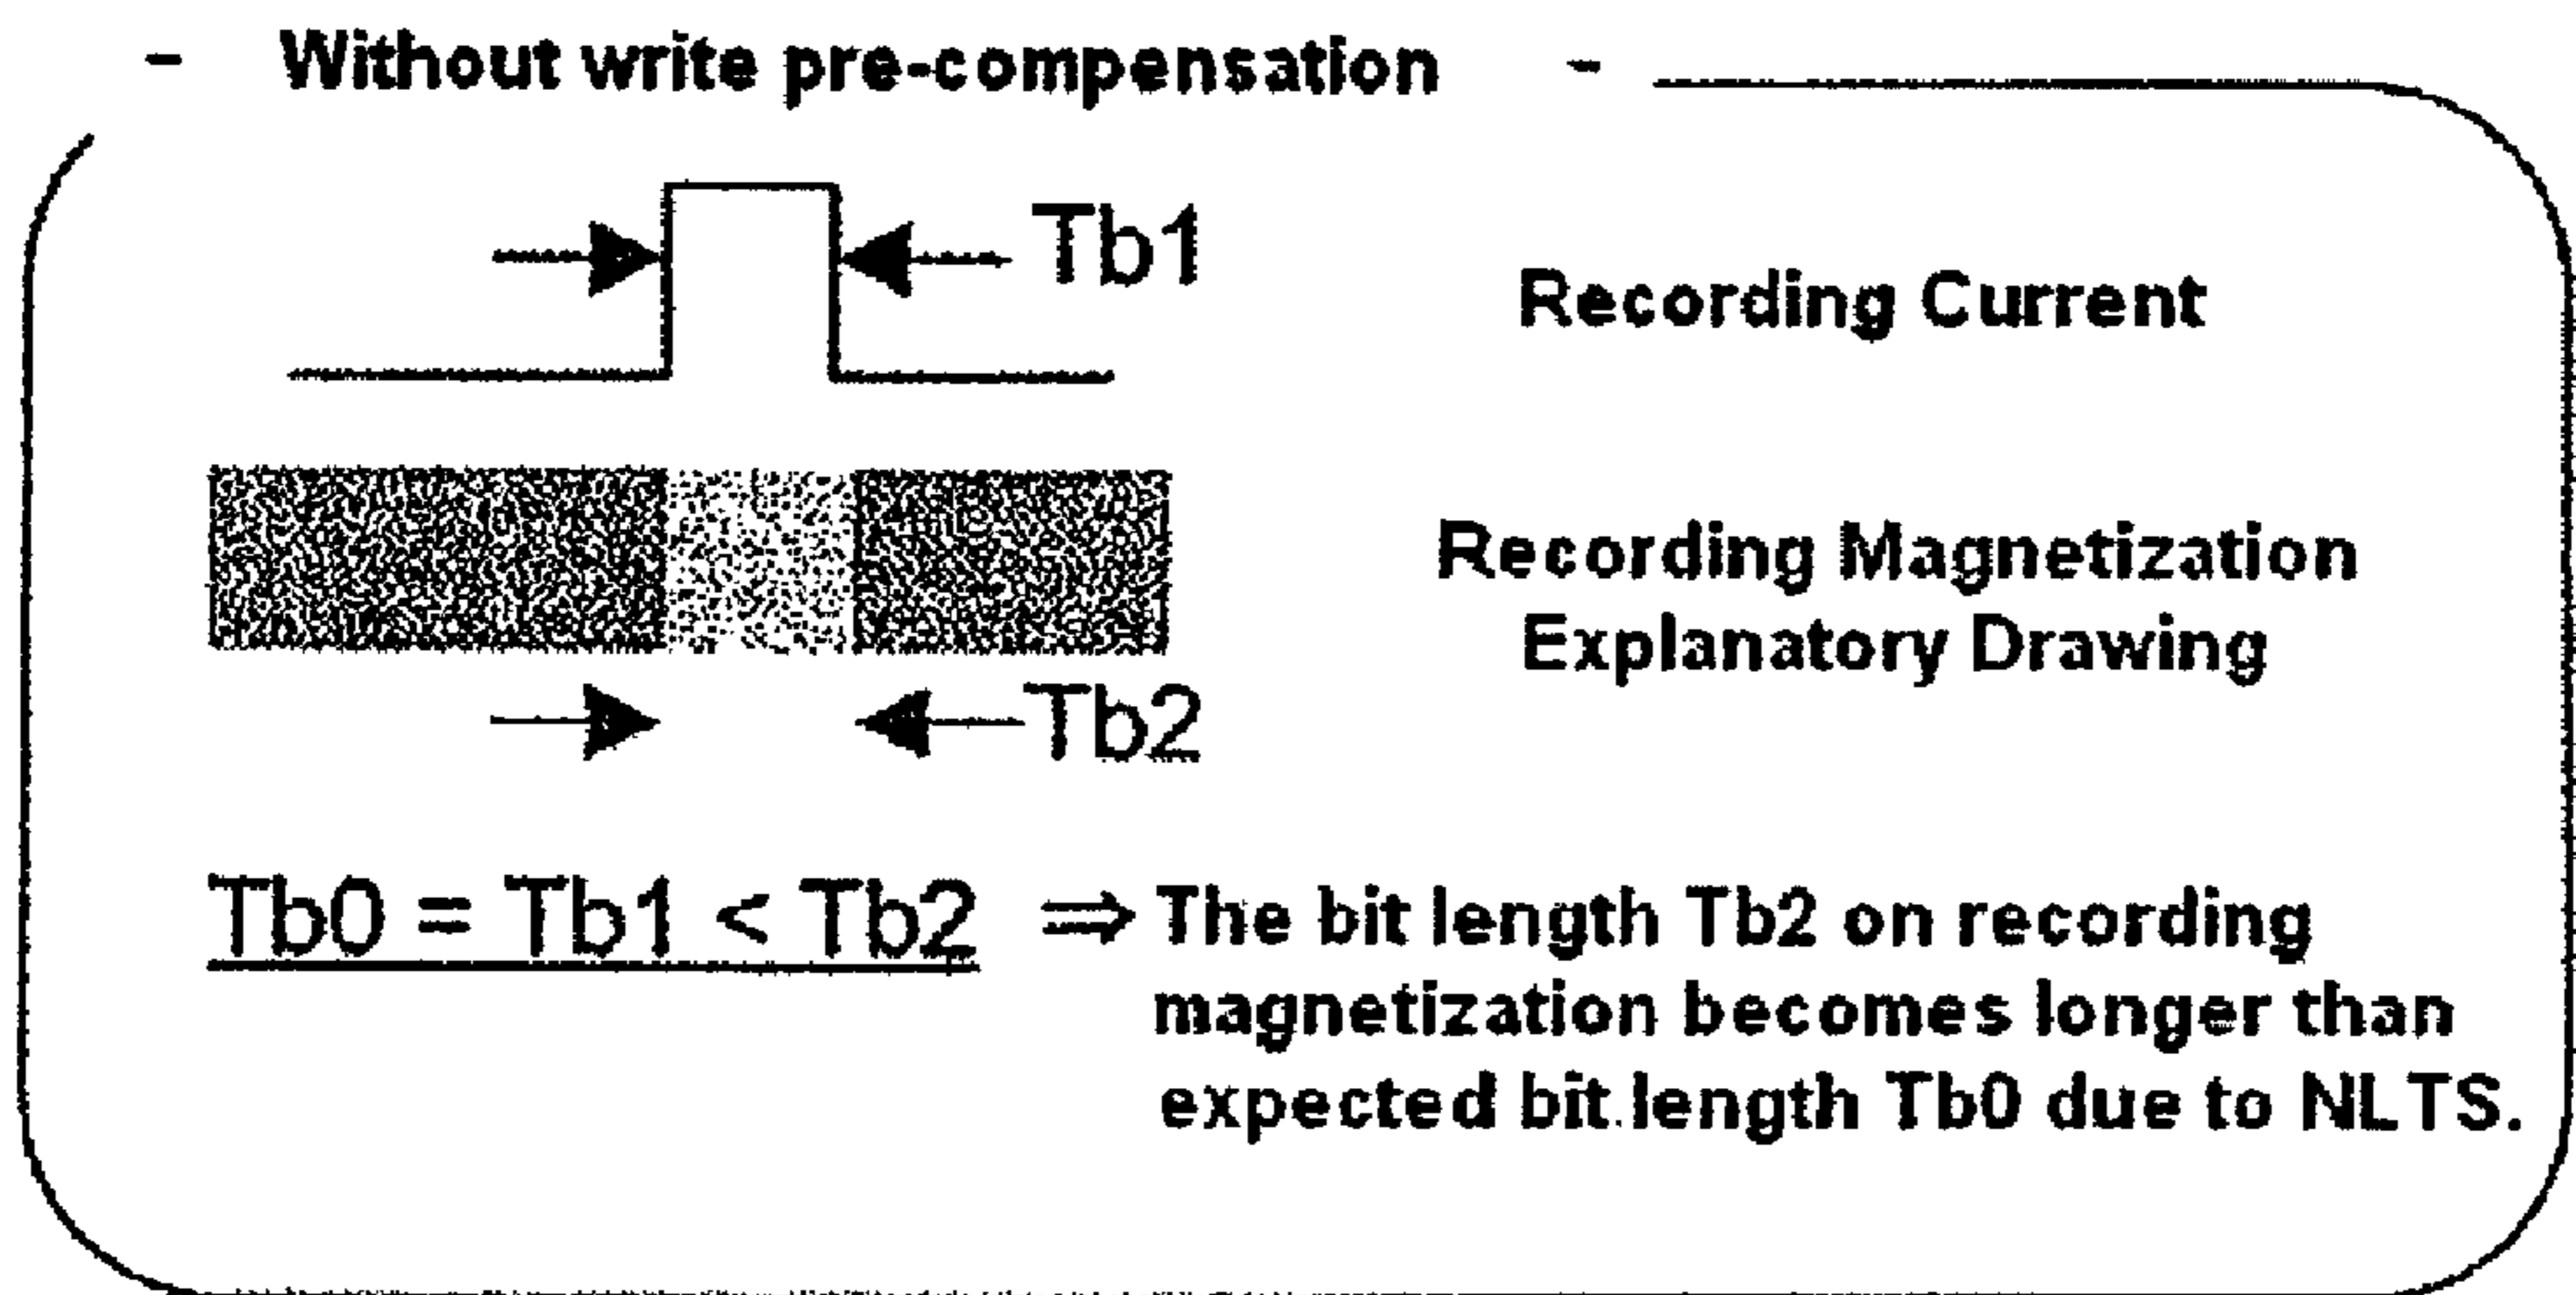 - Without write pre-compensation -
Tb1
Recording Current
Recording Magnetization
Explanatory Drawing
Tb2
Tb0 = Tb1 < Tb2 ⇒ The bit length Tb2 on recording
magnetization becomes longer than
expected bit length Tb0 due to NLTS.